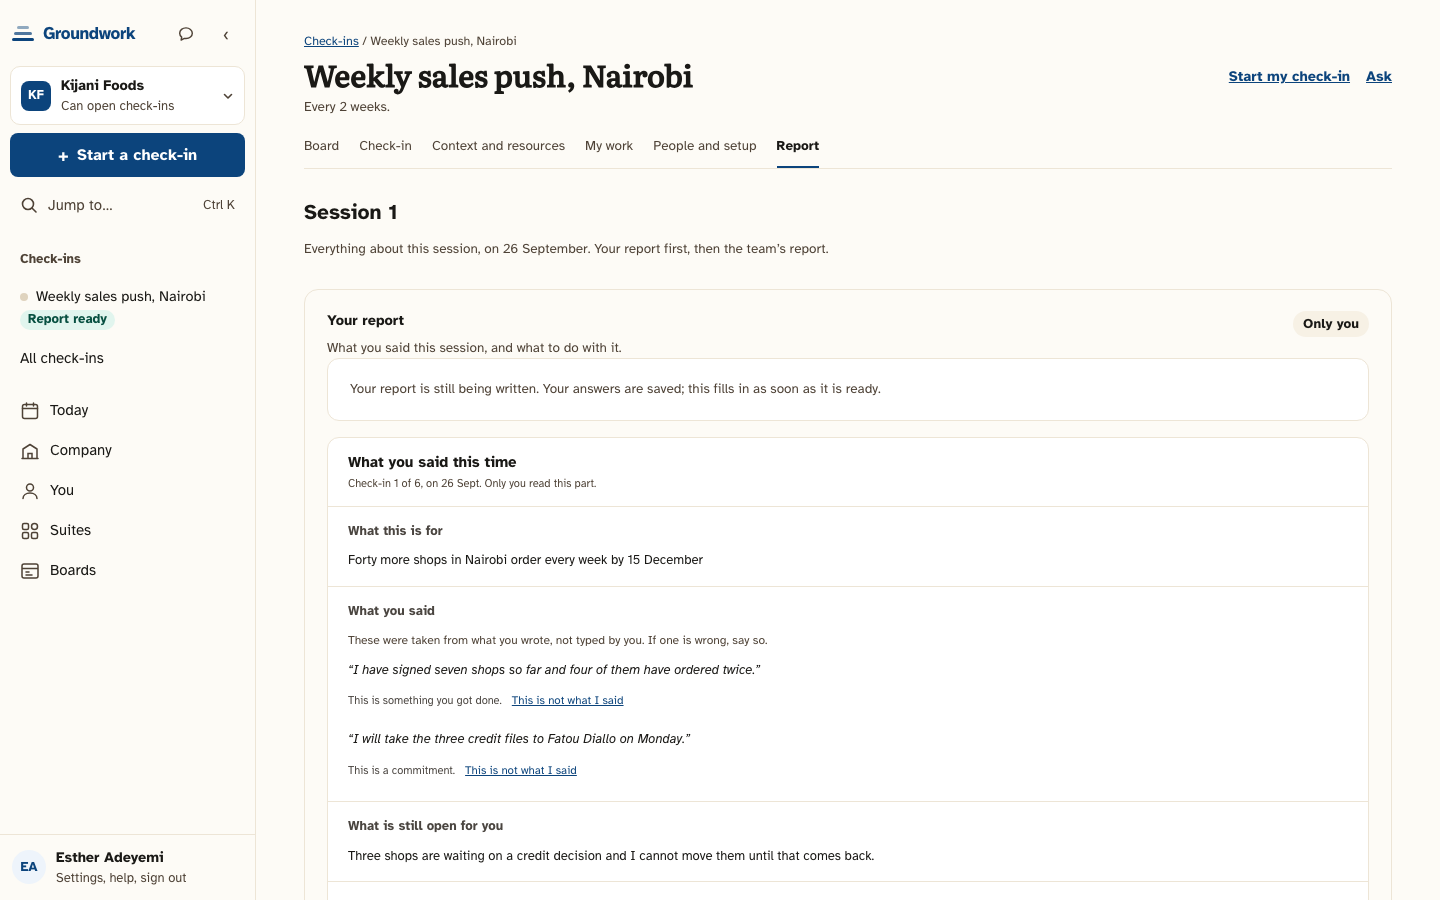 Groundwork
KF
Kijani Foods
Can open check-ins
+ Start a check-in
Jump to...
Ctrl K
Check-ins
Weekly sales push, Nairobi
Report ready
All check-ins
Today
Company
You
Suites
Boards
EA
Esther Adeyemi
Settings, help, sign out
Check-ins / Weekly sales push, Nairobi
Weekly sales push, Nairobi
Start my check-in
Ask
Every 2 weeks.
Board
Check-in
Context and resources
My work
People and setup
Report
Session 1
Everything about this session, on 26 September. Your report first, then the team’s report.
Your report
Only you
What you said this session, and what to do with it.
Your report is still being written. Your answers are saved; this fills in as soon as it is ready.
What you said this time
Check-in 1 of 6, on 26 Sept. Only you read this part.
What this is for
Forty more shops in Nairobi order every week by 15 December
What you said
These were taken from what you wrote, not typed by you. If one is wrong, say so.
“I have signed seven shops so far and four of them have ordered twice.”
This is something you got done. This is not what I said
“I will take the three credit files to Fatou Diallo on Monday.”
This is a commitment. This is not what I said
What is still open for you
Three shops are waiting on a credit decision and I cannot move them until that comes back.